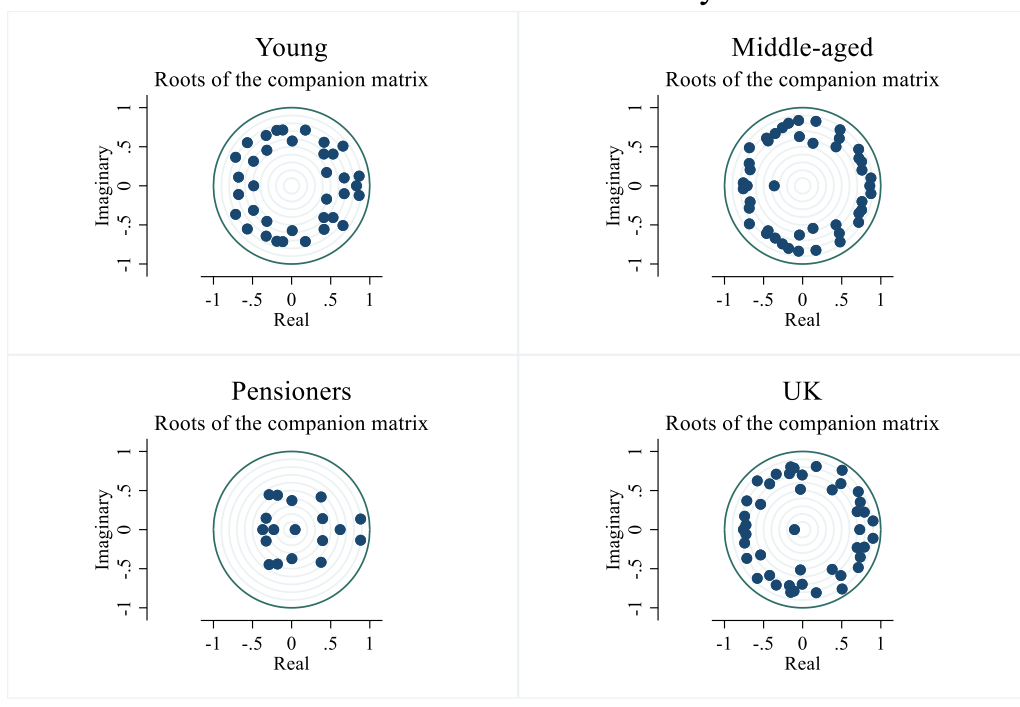 Young
Roots of the companion matrix
Imaginary
1
.5
0
-.5
-1
-1 -.5 0 .5 1
Real
Middle-aged
Roots of the companion matrix
Imaginary
1
.5
0
-.5
-1
-1 -.5 0 .5 1
Real
Pensioners
Roots of the companion matrix
Imaginary
1
.5
0
-.5
-1
-1 -.5 0 .5 1
Real
UK
Roots of the companion matrix
Imaginary
1
.5
0
-.5
-1
-1 -.5 0 .5 1
Real